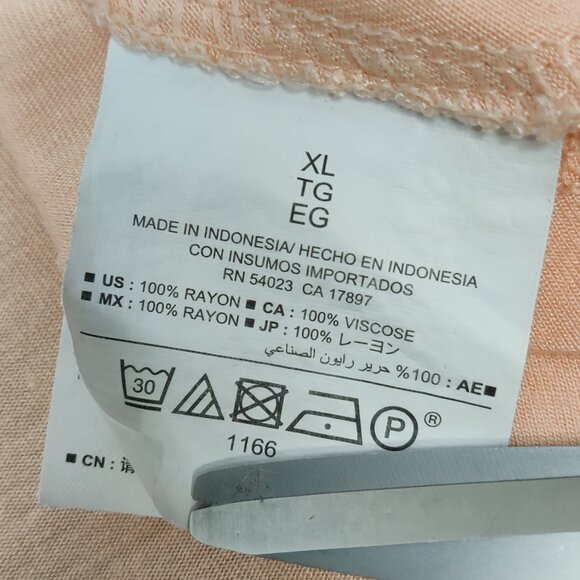 XL
TG
EG
MADE IN INDONESIA/ HECHO EN INDONESIA
CON INSUMOS IMPORTADOS
RN 54023 CA 17897
■ US : 100% RAYON ■ CA : 100% VISCOSE
■ MX : 100% RAYON ■ JP : 100% レーヨン
■ AE : 100% حرير رايون الصناعي
30 P ®
1166
■ CN : 请